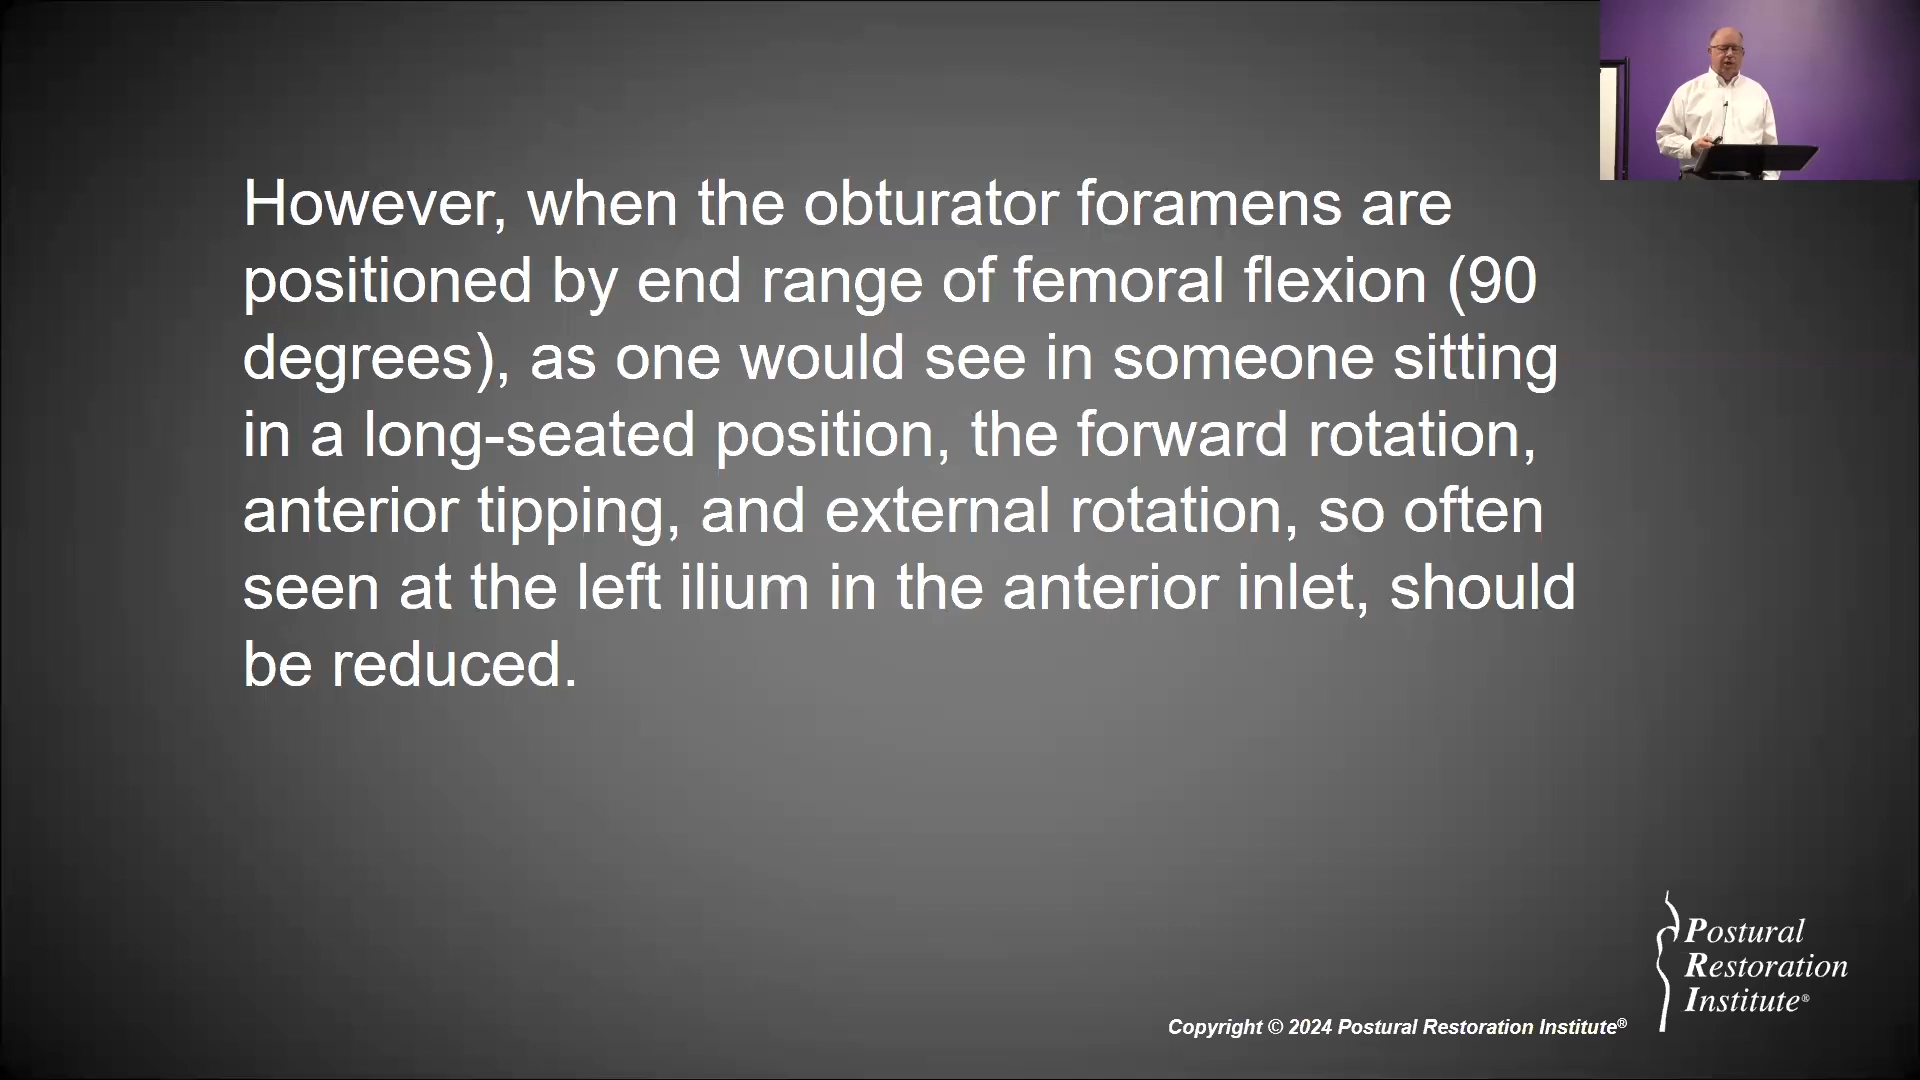 However, when the obturator foramens are
positioned by end range of femoral flexion (90
degrees), as one would see in someone sitting
in a long-seated position, the forward rotation,
anterior tipping, and external rotation, so often
seen at the left ilium in the anterior inlet, should
be reduced.
Postural
Restoration
Institute®
Copyright © 2024 Postural Restoration Institute®